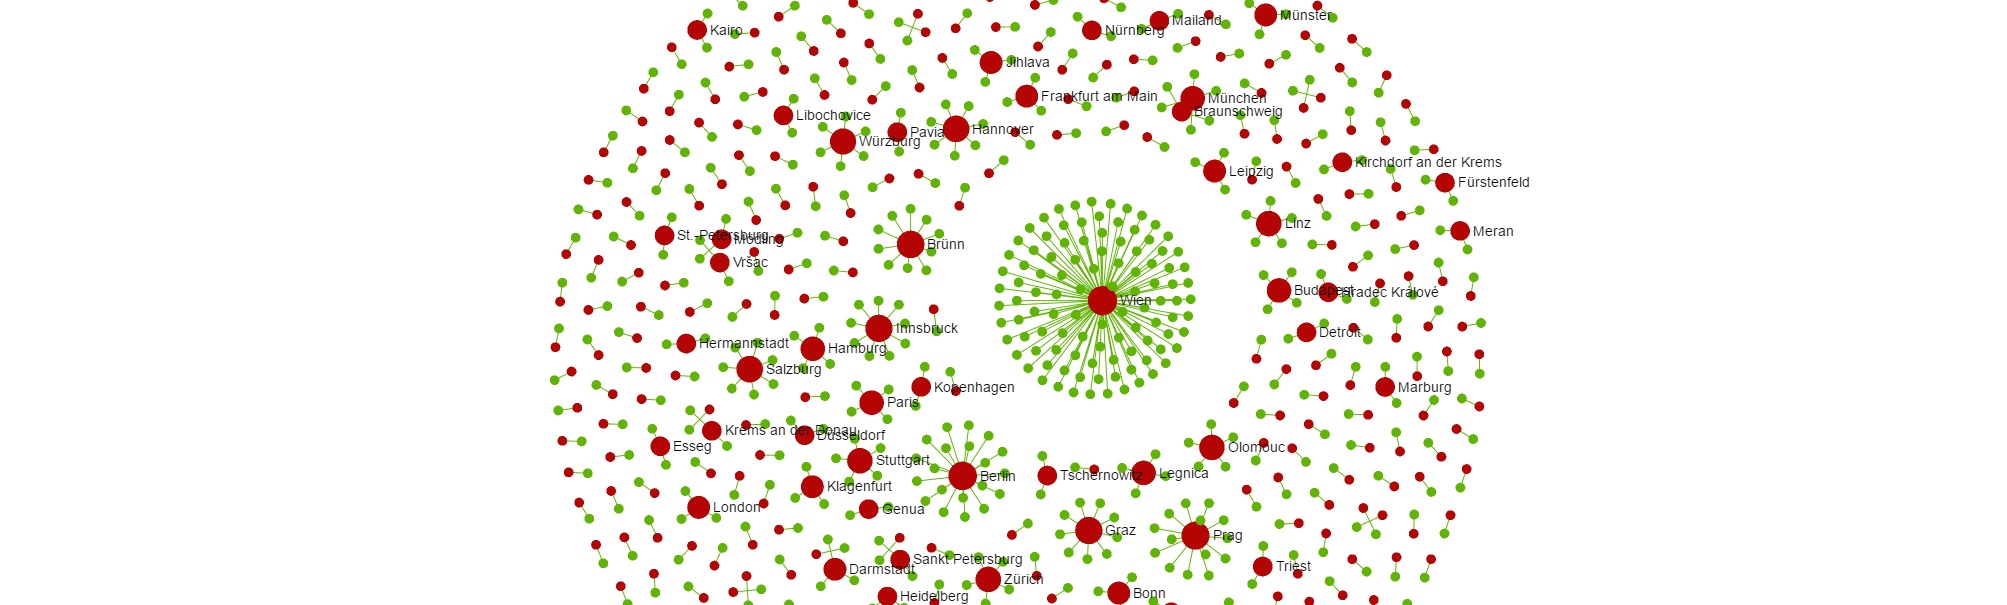 Münster
Mailand
Kairo
Nürnberg
Jihlava
Frankfurt am Main
München
Braunschweig
Libochovice
Pavia
Hannover
Würzburg
Kirchdorf an der Krems
Leipzig
Fürstenfeld
Linz
Meran
St.-Petersburg
Mödling
Brünn
Vršac
Budapest
Hradec Králové
Wien
Innsbruck
Detroit
Hermannstadt
Hamburg
Salzburg
Kopenhagen
Marburg
Paris
Krems an der Donau
Düsseldorf
Esseg
Olomouc
Stuttgart
Berlin
Tschernowitz
Legnica
Klagenfurt
London
Genua
Graz
Prag
Sankt Petersburg
Darmstadt
Triest
Zürich
Bonn
Heidelberg